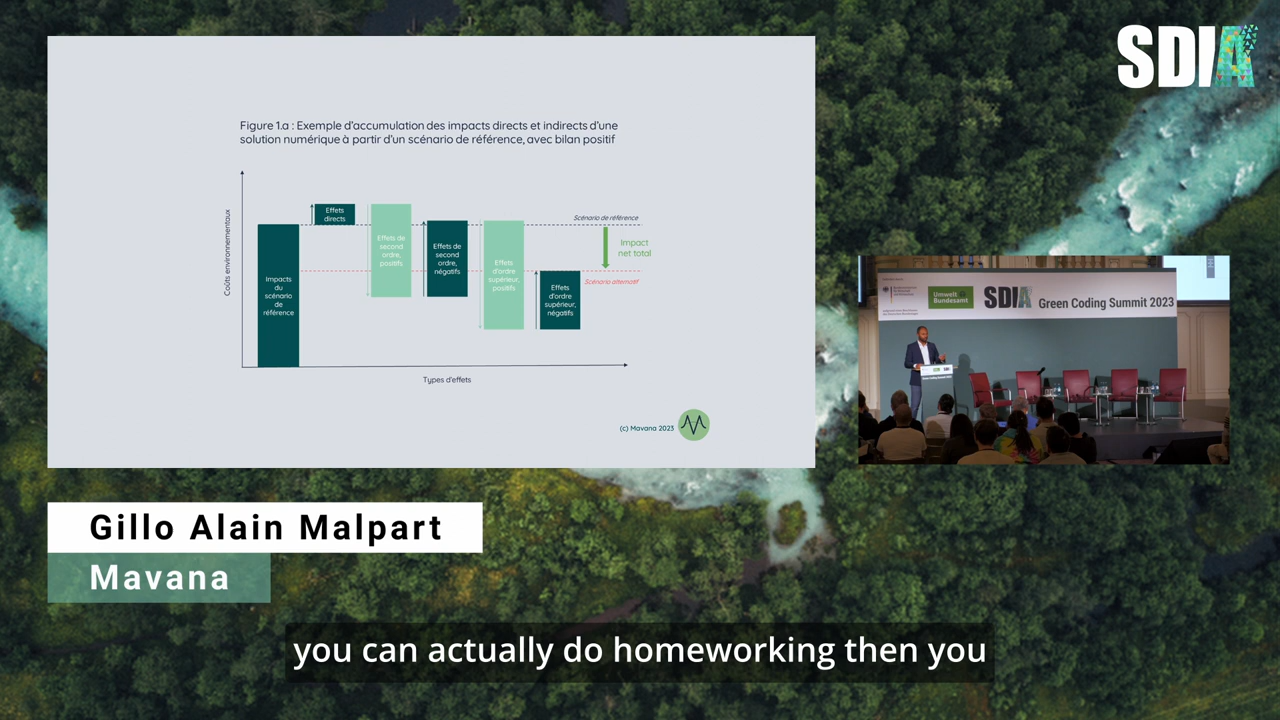 SDIA
Figure 1.a : Exemple d'accumulation des impacts directs et indirects d'une
solution numérique à partir d'un scénario de référence, avec bilan positif
Coûts environnementaux
Impacts
du
scénario
de
référence
Effets
directs
Effets de
second
ordre,
positifs
Effets de
second
ordre,
négatifs
Effets
d'ordre
supérieur,
positifs
Effets
d'ordre
supérieur,
négatifs
Scénario de référence
Impact
net total
Scénario alternatif
Types d'effets
(c) Mavana 2023
Umwelt
Bundesamt
SDIA
Green Coding Summit 2023
Gillo Alain Malpart
Mavana
you can actually do homeworking then you